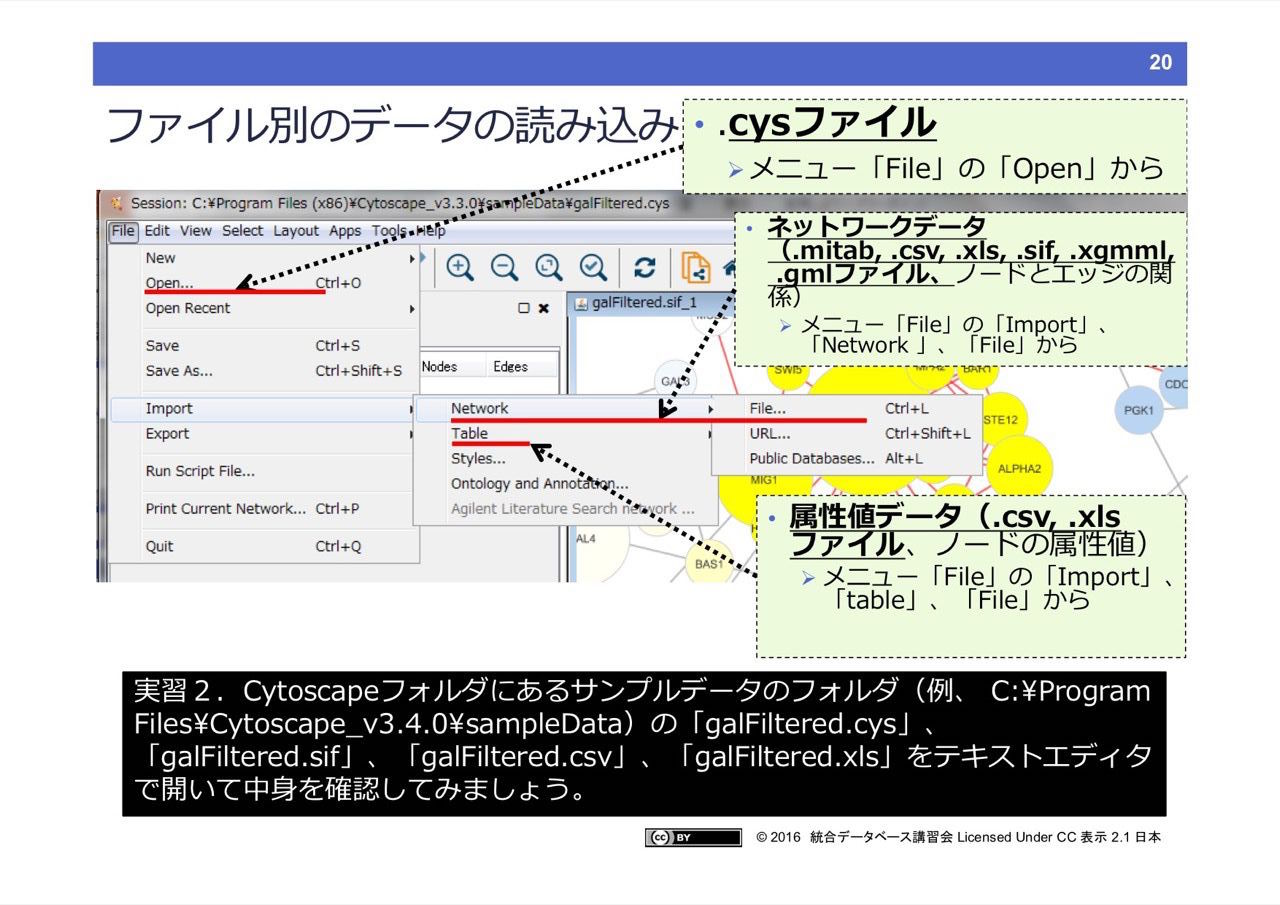 20
ファイル別のデータの読み込み
• .cysファイル
➢メニュー「File」の「Open」から
Session: C:¥Program Files (x86)¥Cytoscape_v3.3.0¥sampleData¥galFiltered.cys
File Edit View Select Layout Apps Tools Help
New
Open... Ctrl+O
Open Recent
Save Ctrl+S
Save As... Ctrl+Shift+S
Import
Export
Run Script File...
Print Current Network... Ctrl+P
Quit Ctrl+Q
Nodes Edges
Network
Table
Styles...
Ontology and Annotation...
Agilent Literature Search network ...
File... Ctrl+L
URL... Ctrl+Shift+L
Public Databases... Alt+L
galFiltered.sif_1
GAL3
SWI5
BAR1
CDC
PGK1
STE12
ALPHA2
MIG1
AL4
BAS1
• ネットワークデータ
（.mitab, .csv, .xls, .sif, .xgmml,
.gmlファイル、ノードとエッジの関
係）
➢ メニュー「File」の「Import」、
「Network 」、「File」から
• 属性値データ（.csv, .xls
ファイル、ノードの属性値）
➢ メニュー「File」の「Import」、
「table」、「File」から
実習２．Cytoscapeフォルダにあるサンプルデータのフォルダ（例、 C:¥Program
Files¥Cytoscape_v3.4.0¥sampleData）の「galFiltered.cys」、
「galFiltered.sif」、「galFiltered.csv」、「galFiltered.xls」をテキストエディタ
で開いて中身を確認してみましょう。
cc BY
© 2016 統合データベース講習会 Licensed Under CC 表示 2.1 日本